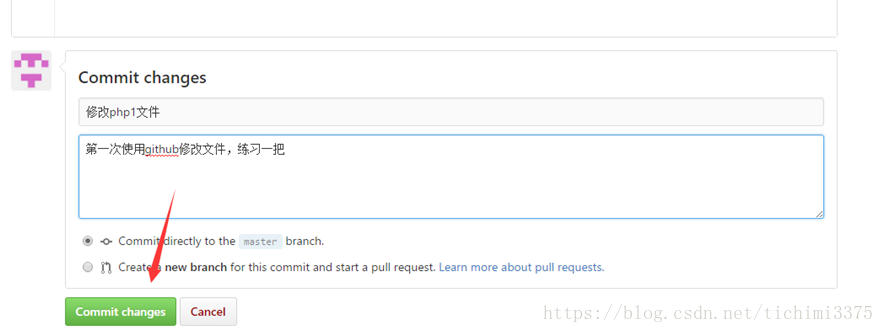 Commit changes
修改php1文件
第一次使用github修改文件，练习一把
Commit directly to the master branch.
Create a new branch for this commit and start a pull request. Learn more about pull requests.
Commit changes Cancel
https://blog.csdn.net/tichimi3375